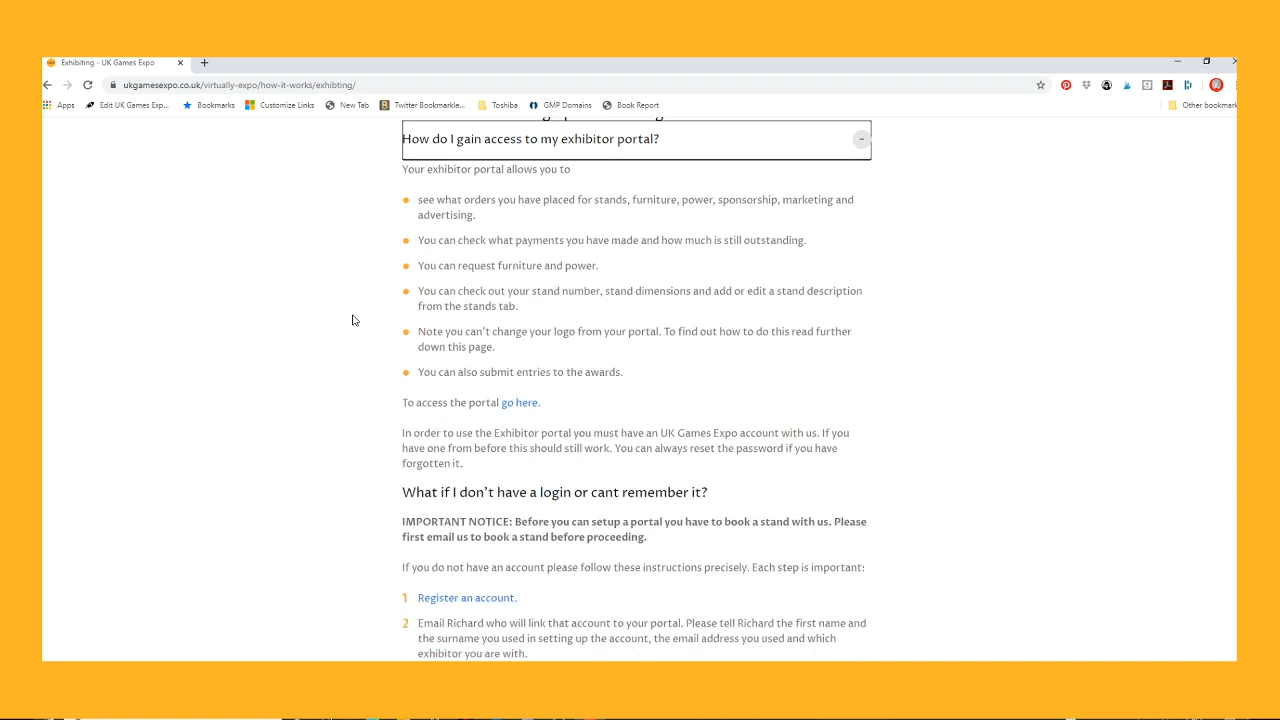 Exhibiting - UK Games Expo
ukgamesexpo.co.uk/virtually-expo/how-it-works/exhibting/
Apps Edit UK Games Exp... Bookmarks Customize Links New Tab Twitter Bookmarkle... Toshiba GMP Domains Book Report Other bookmark
How do I gain access to my exhibitor portal?
Your exhibitor portal allows you to
see what orders you have placed for stands, furniture, power, sponsorship, marketing and
advertising.
You can check what payments you have made and how much is still outstanding.
You can request furniture and power.
You can check out your stand number, stand dimensions and add or edit a stand description
from the stands tab.
Note you can't change your logo from your portal. To find out how to do this read further
down this page.
You can also submit entries to the awards.
To access the portal go here.
In order to use the Exhibitor portal you must have an UK Games Expo account with us. If you
have one from before this should still work. You can always reset the password if you have
forgotten it.
What if I don't have a login or cant remember it?
IMPORTANT NOTICE: Before you can setup a portal you have to book a stand with us. Please
first email us to book a stand before proceeding.
If you do not have an account please follow these instructions precisely. Each step is important:
1 Register an account.
2 Email Richard who will link that account to your portal. Please tell Richard the first name and
the surname you used in setting up the account, the email address you used and which
exhibitor you are with.